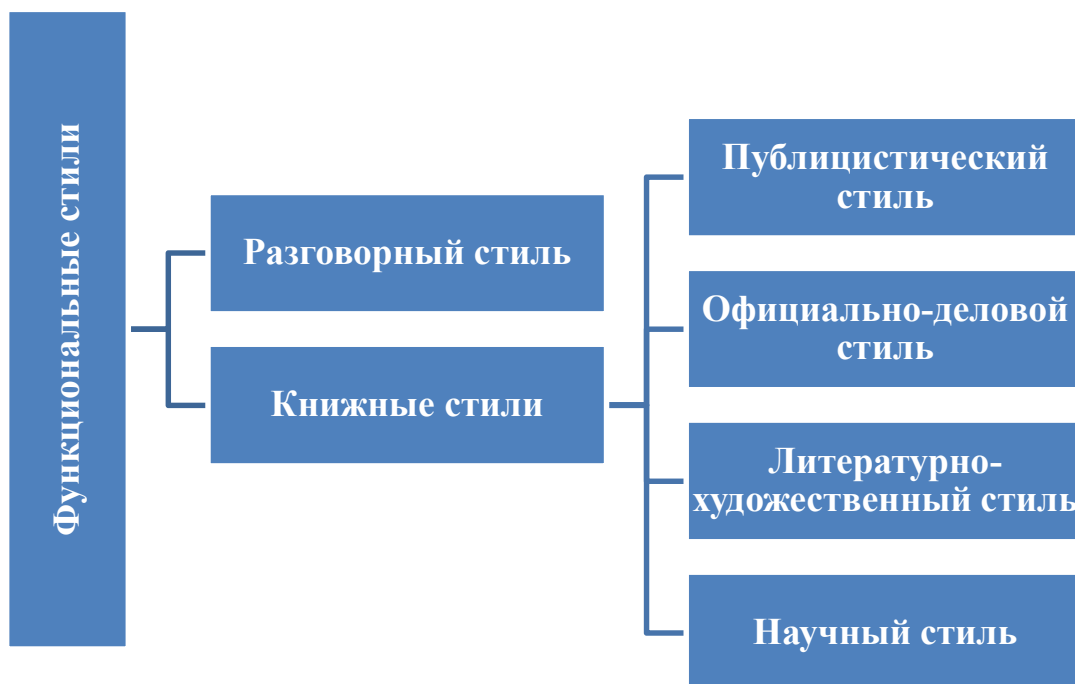 Функциональные стили
Разговорный стиль
Книжные стили
Публицистический
стиль
Официально-деловой
стиль
Литературно-
художественный стиль
Научный стиль